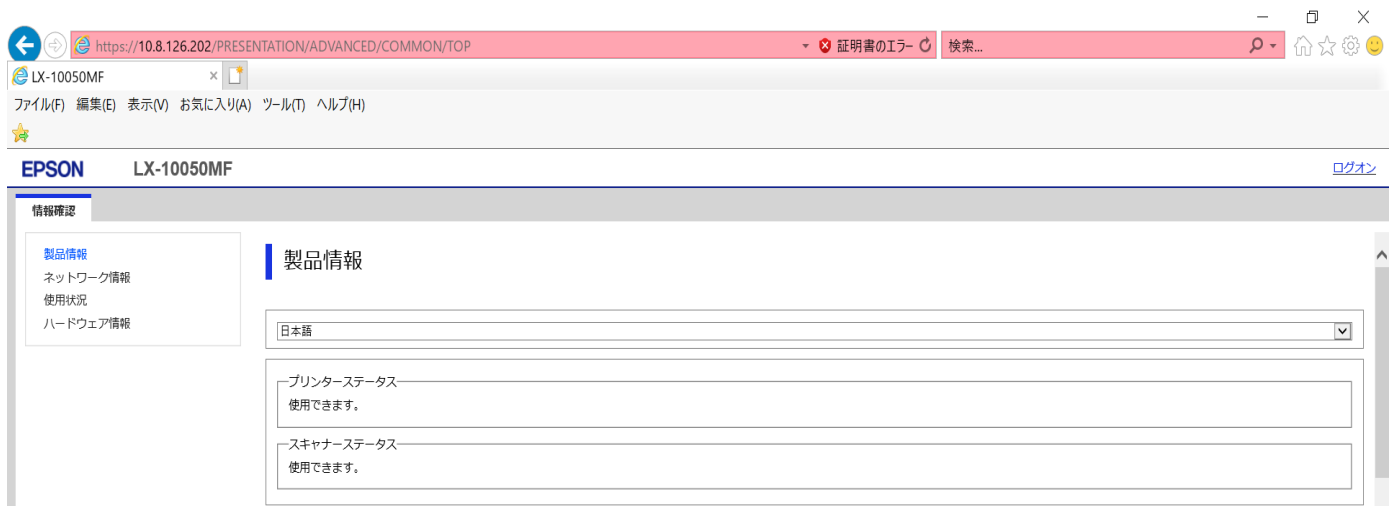 https://10.8.126.202/PRESENTATION/ADVANCED/COMMON/TOP 証明書のエラー 検索...
LX-10050MF
ファイル(F) 編集(E) 表示(V) お気に入り(A) ツール(T) ヘルプ(H)
EPSON LX-10050MF ログオン
情報確認
製品情報
ネットワーク情報
使用状況
ハードウェア情報
製品情報
日本語
プリンターステータス
使用できます。
スキャナーステータス
使用できます。